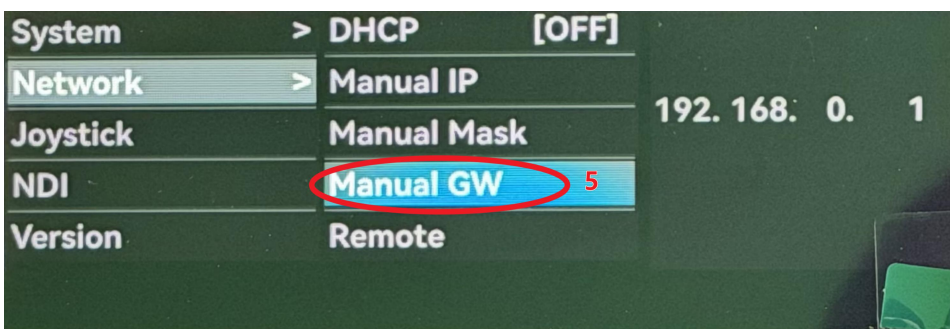 System > DHCP [OFF]
Network > Manual IP
192. 168. 0. 1
Joystick Manual Mask
NDI Manual GW 5
Version Remote